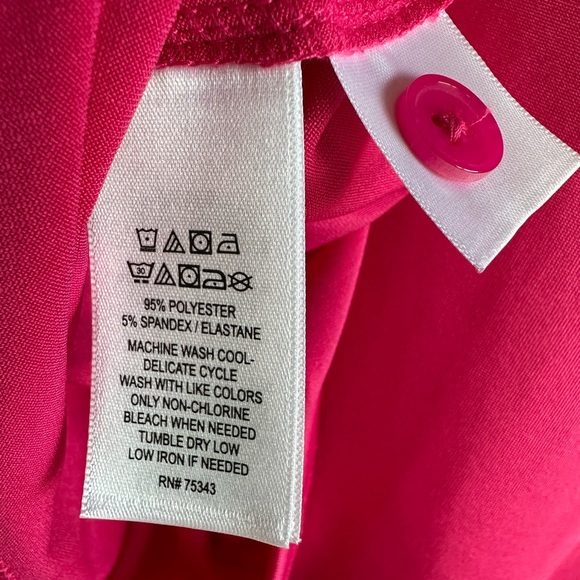 30
95% POLYESTER
5% SPANDEX / ELASTANE
MACHINE WASH COOL-
DELICATE CYCLE
WASH WITH LIKE COLORS
ONLY NON-CHLORINE
BLEACH WHEN NEEDED
TUMBLE DRY LOW
LOW IRON IF NEEDED
RN# 75343